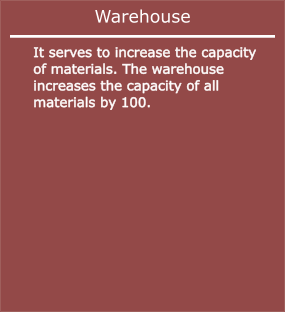 Warehouse
It serves to increase the capacity
of materials. The warehouse
increases the capacity of all
materials by 100.